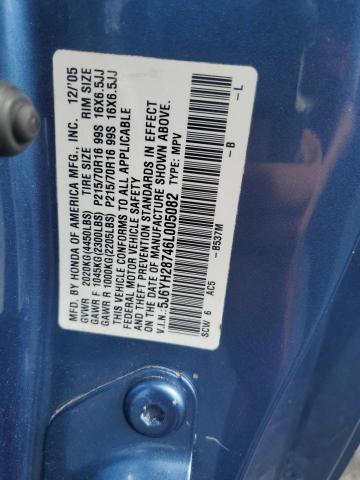 MFD. BY HONDA OF AMERICA MFG., INC. 12/'05
GVWR 2020KG(4450LBS) TIRE SIZE RIM SIZE
GAWR F 1045KG(2300LBS) P215/70R16 99S 16X6.5JJ
GAWR R 1000KG(2205LBS) P215/70R16 99S 16X6.5JJ
THIS VEHICLE CONFORMS TO ALL APPLICABLE
FEDERAL MOTOR VEHICLE SAFETY AND
THEFT PREVENTION STANDARDS IN EFFECT
ON THE DATE OF MANUFACTURE SHOWN ABOVE.
V.I.N.:5J6YH28746L005082 TYPE: MPV
SCW 6 AC5 -B537M -B -L